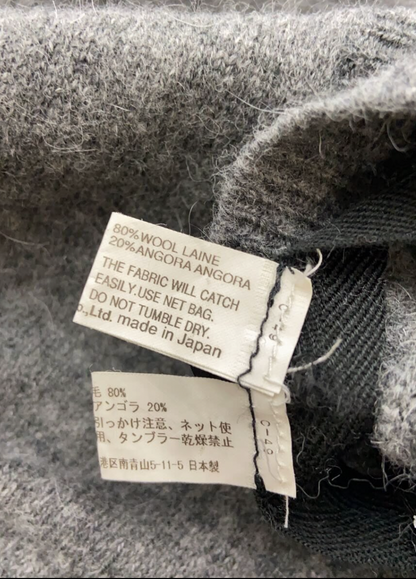 80%WOOL LAINE
20%ANGORA ANGORA
THE FABRIC WILL CATCH
EASILY.USE NET BAG.
DO NOT TUMBLE DRY.
o.,Ltd. made in Japan
毛 80%
アンゴラ 20%
引っかけ注意、ネット使
用、タンブラー乾燥禁止
港区南青山5-11-5 日本製